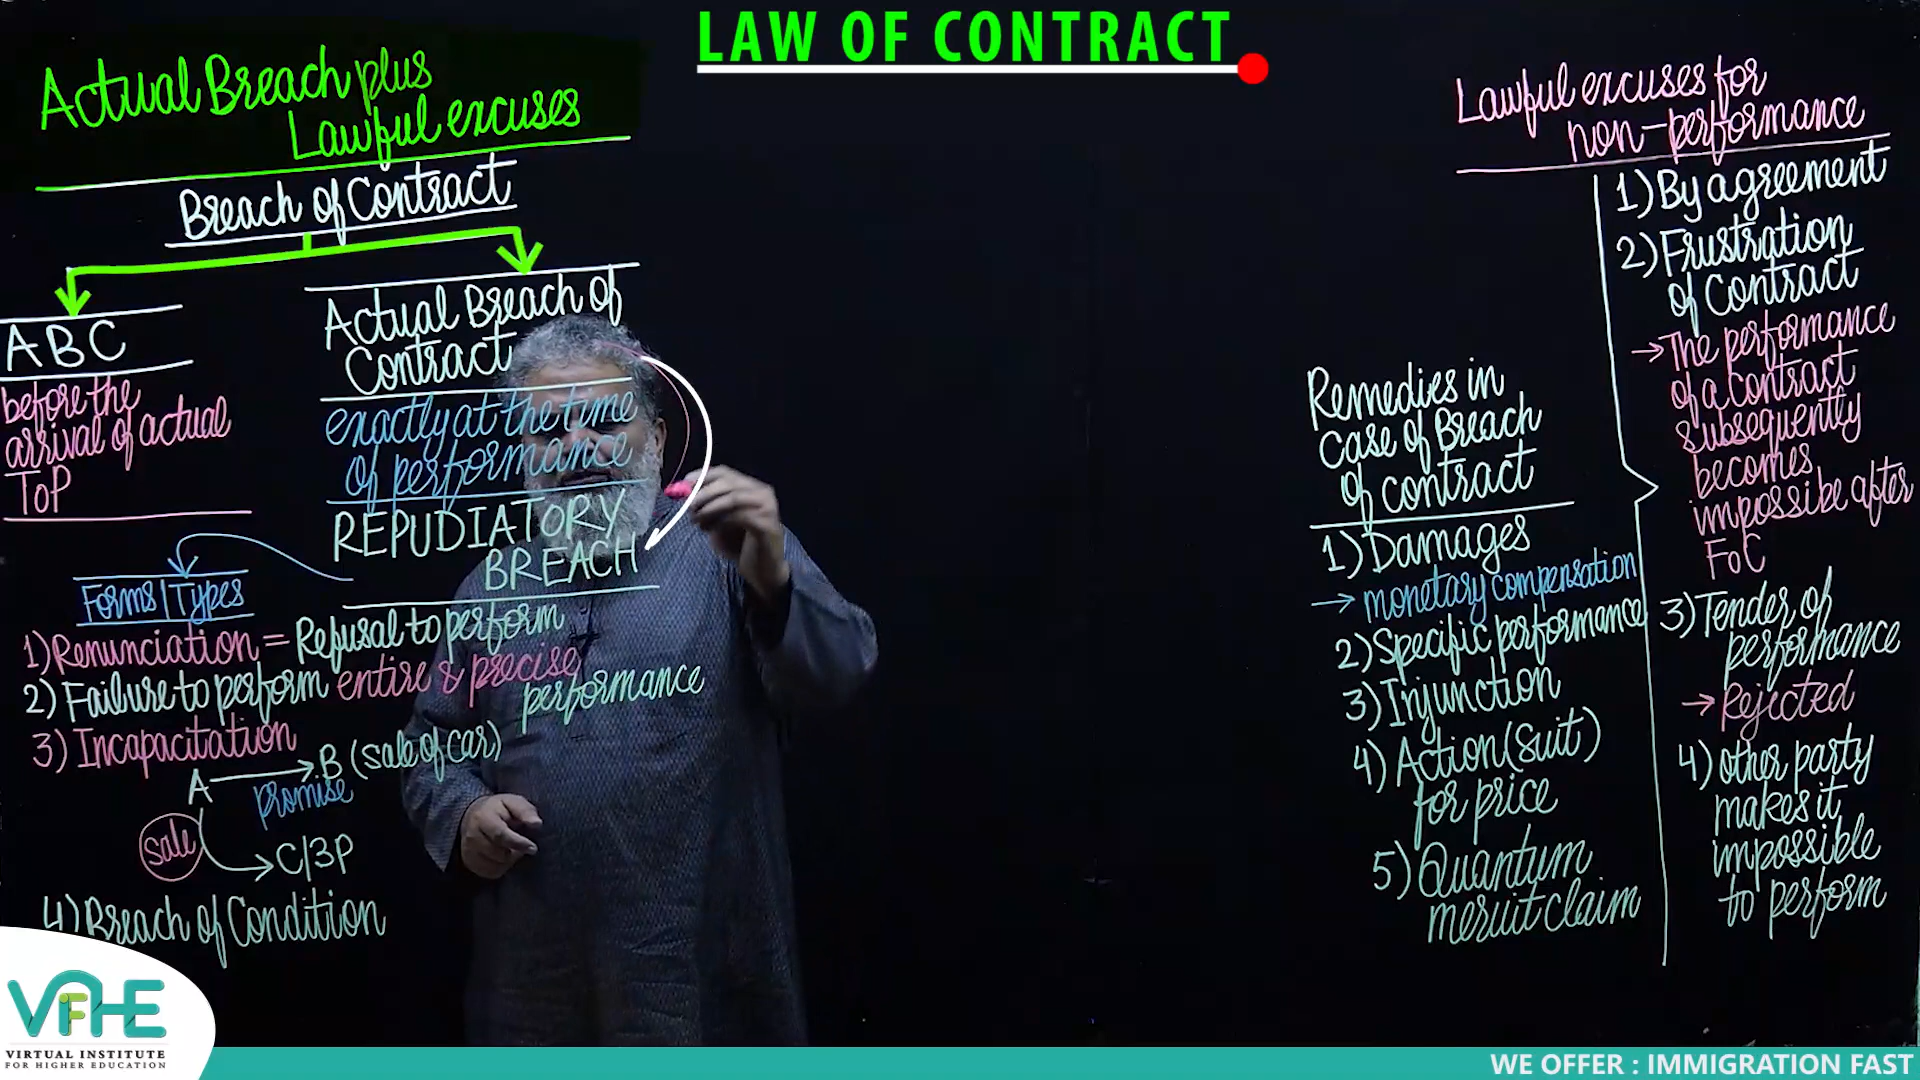 LAW OF CONTRACT
Actual Breach plus
Lawful excuses
Breach of Contract
ABC
before the
arrival of actual
ToP
Actual Breach of
Contract
exactly at the time
of performance
REPUDIATORY
BREACH
Forms/Types
1) Renunciation = Refusal to perform
2) Failure to perform entire & precise
performance
3) Incapacitation
A → B (sale of car)
promise
sale
C/3P
4) Breach of Condition
Remedies in
case of Breach
of contract
1) Damages
→ monetary compensation
2) Specific performance
3) Injunction
4) Action (suit)
for price
5) Quantum
meruit claim
Lawful excuses for
non-performance
1) By agreement
2) Frustration
of Contract
→ The performance
of a contract
subsequently
becomes
impossibe after
FoC
3) Tender of
performance
→ Rejected
4) other party
makes it
impossible
to perform
VIFHE
VIRTUAL INSTITUTE
FOR HIGHER EDUCATION
WE OFFER : IMMIGRATION FAST